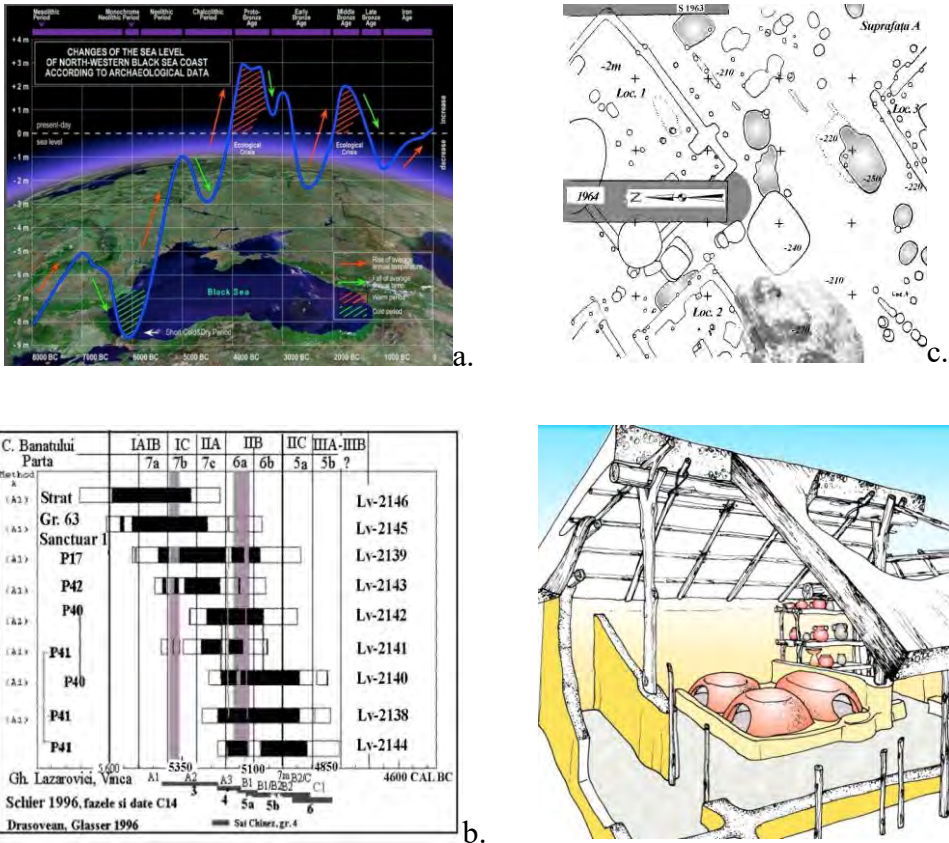 Mesolithic Period
Monochrome Neolithic Period
Neolithic Period
Chalcolithic Period
Proto-Bronze Age
Early Bronze Age
Middle Bronze Age
Late Bronze Age
Iron Age
CHANGES OF THE SEA LEVEL
OF NORTH-WESTERN BLACK SEA COAST
ACCORDING TO ARCHAEOLOGICAL DATA
+4 m
+3 m
+2 m
+1 m
present-day
0 m
sea level
-1 m
-2 m
-3 m
-4 m
-5 m
-6 m
-7 m
-8 m
-9 m
increase
decrease
Ecological Crisis
Ecological Crisis
Black Sea
Rise of average
annual temperature
Fall of average
annual temp
Warm period
Cold period
Short Cold&Dry Period
8000 BC 7000 BC 6000 BC 5000 BC 4000 BC 3000 BC 2000 BC 1000 BC 0
a.
S 1963
Suprafața A
-2m
-210
Loc. 1
Loc. 3
-220
-250
-220
1964
N
-240
-210
Loc. 2
c.
C. Banatului IAIB IC IIA IIB IIC IIIA-IIIB
Parta 7a 7b 7c 6a 6b 5a 5b ?
Method
Strat Lv-2146
Gr. 63 Lv-2145
Sanctuar 1
P17 Lv-2139
P42 Lv-2143
P40 Lv-2142
P41 Lv-2141
P40 Lv-2140
P41 Lv-2138
P41 Lv-2144
5.600 5350 5100 4850 4600 CAL BC
Gh. Lazarovici, Vinca A1 A2 A3 B1 B1/B2 B2 B2/C C1
Schier 1996, fazele si date C14 3 4 5a 5b 6
Drasovean, Glasser 1996 Sat Chinez, gr.4
b.